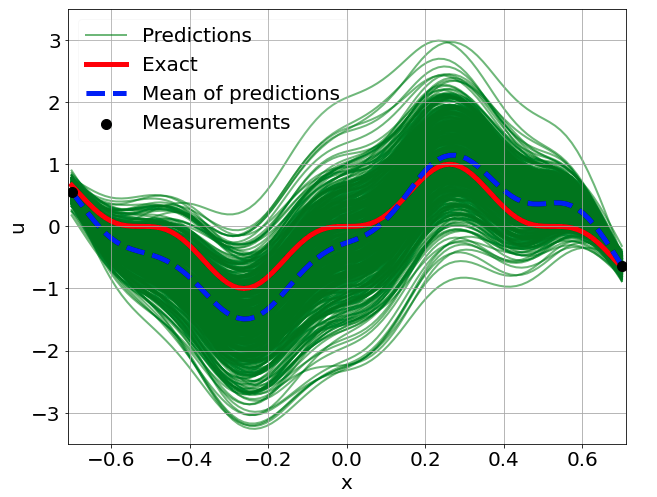 Predictions
Exact
Mean of predictions
Measurements
3
2
1
0
−1
−2
−3
u
−0.6 −0.4 −0.2 0.0 0.2 0.4 0.6
x